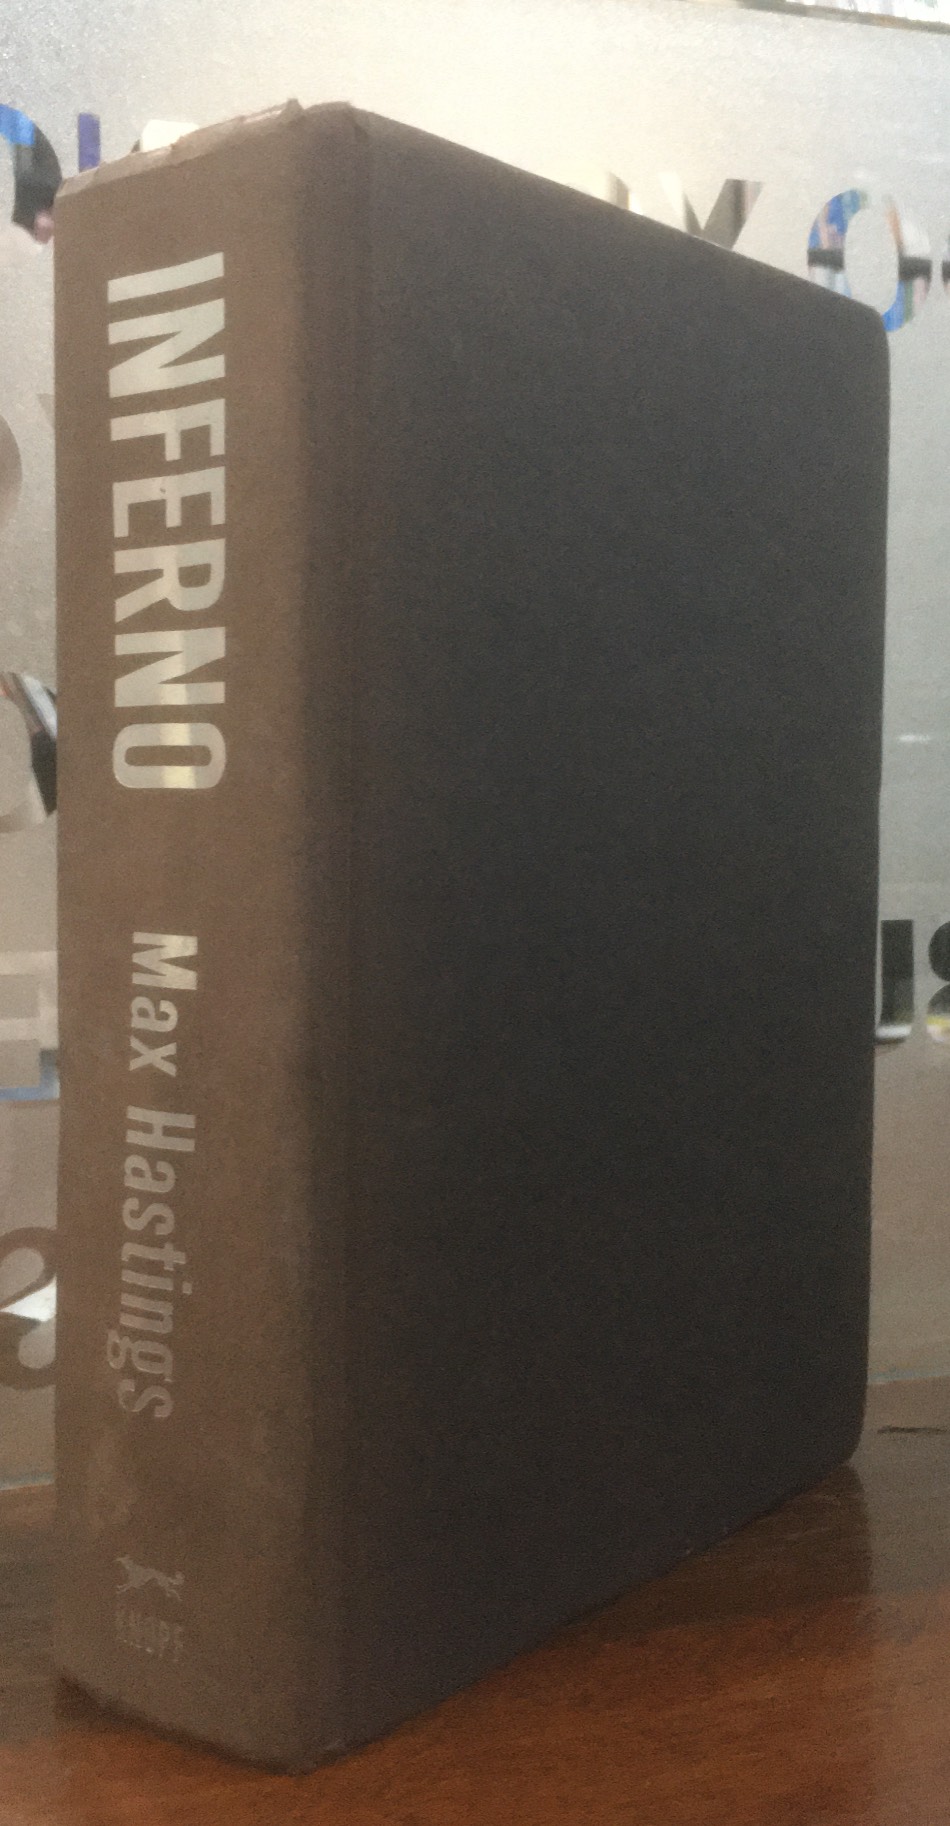 INFERNO
Max Hastings
KNOPF